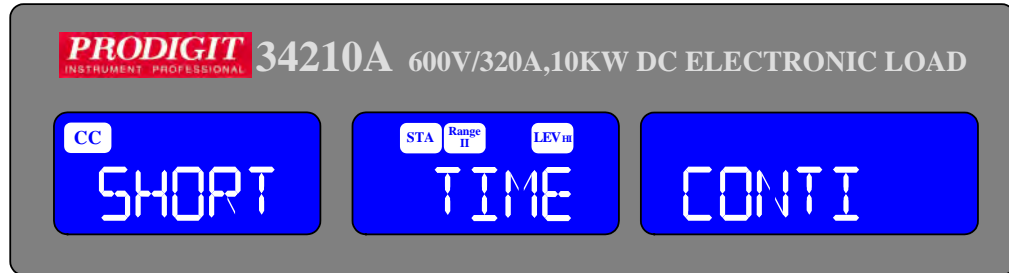 PRODIGIT 34210A 600V/320A,10KW DC ELECTRONIC LOAD
INSTRUMENT PROFESSIONAL
CC
STA Range II LEV HI
SHORT TIME CONTI